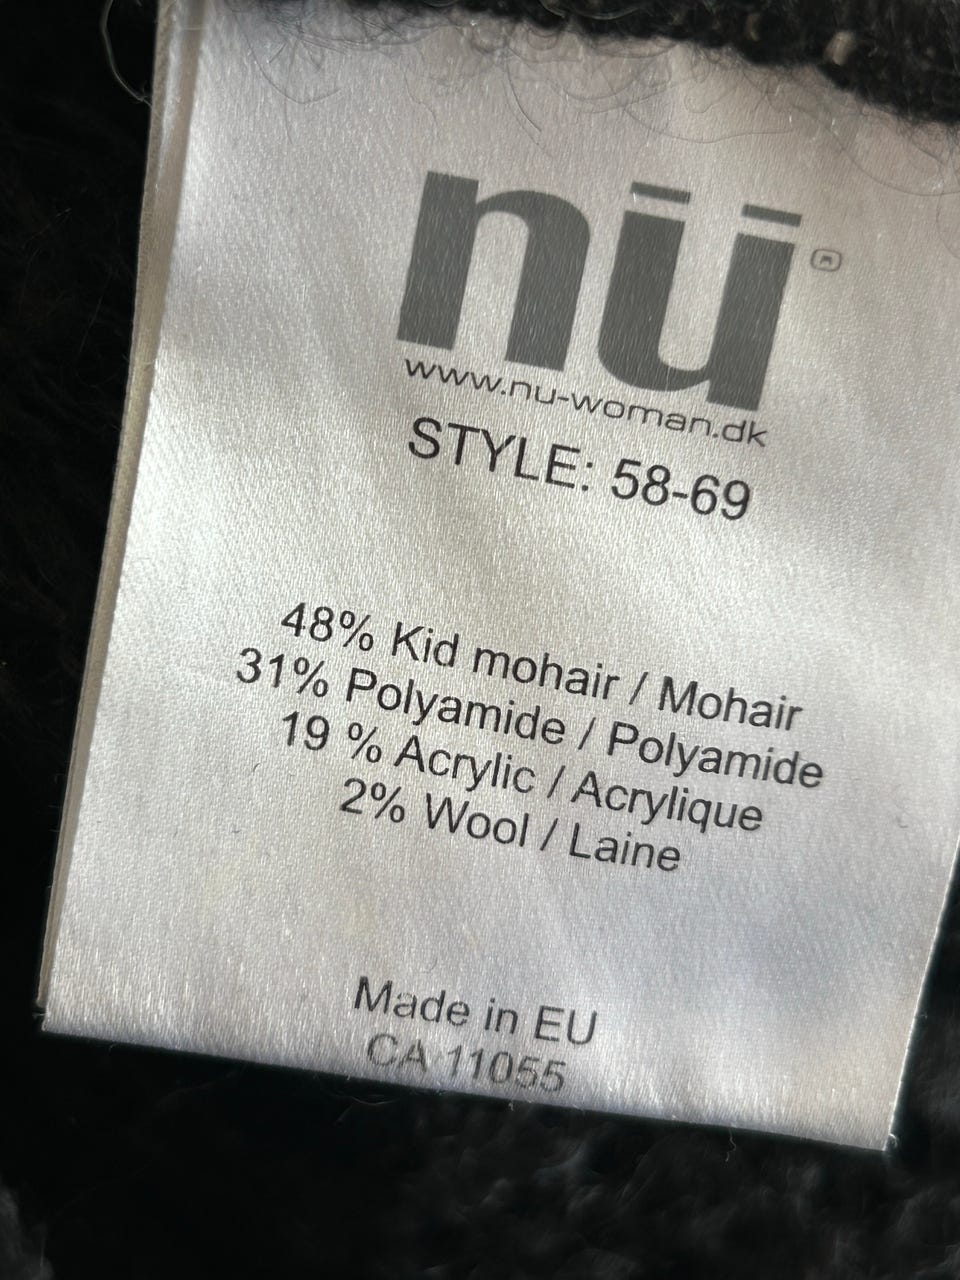 nü
www.nu-woman.dk
STYLE: 58-69
48% Kid mohair / Mohair
31% Polyamide / Polyamide
19 % Acrylic / Acrylique
2% Wool / Laine
Made in EU
CA 11055